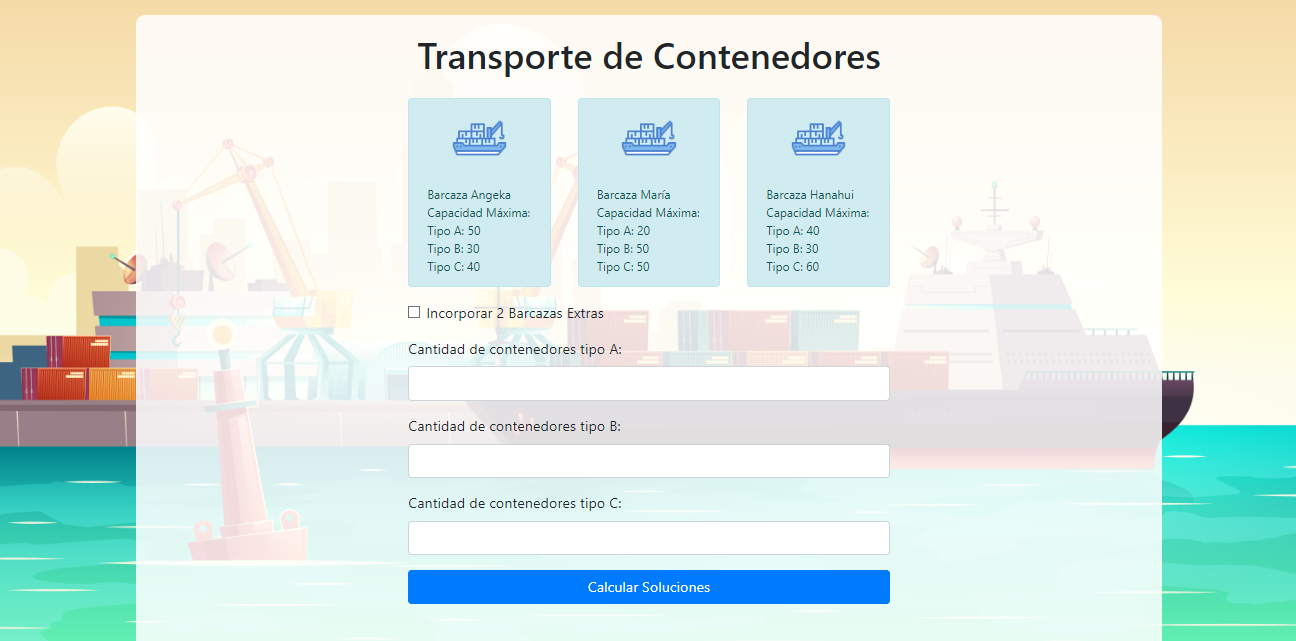 Transporte de Contenedores
Barcaza Angeka
Capacidad Máxima:
Tipo A: 50
Tipo B: 30
Tipo C: 40
Barcaza María
Capacidad Máxima:
Tipo A: 20
Tipo B: 50
Tipo C: 50
Barcaza Hanahui
Capacidad Máxima:
Tipo A: 40
Tipo B: 30
Tipo C: 60
Incorporar 2 Barcazas Extras
Cantidad de contenedores tipo A:
Cantidad de contenedores tipo B:
Cantidad de contenedores tipo C:
Calcular Soluciones